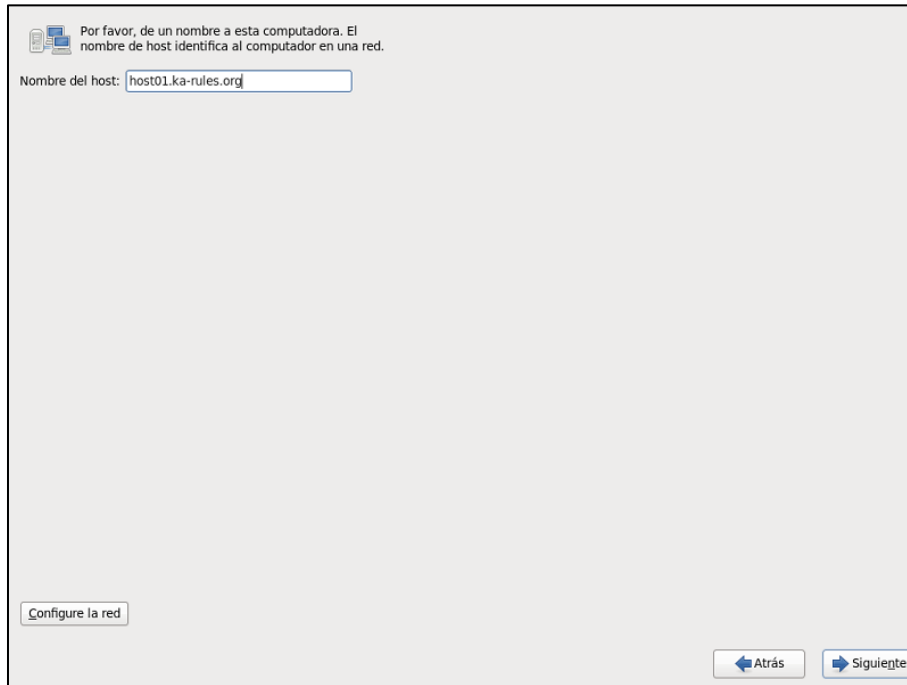 Por favor, de un nombre a esta computadora. El
nombre de host identifica al computador en una red.
Nombre del host: host01.ka-rules.org
Configure la red
Atrás
Siguiente